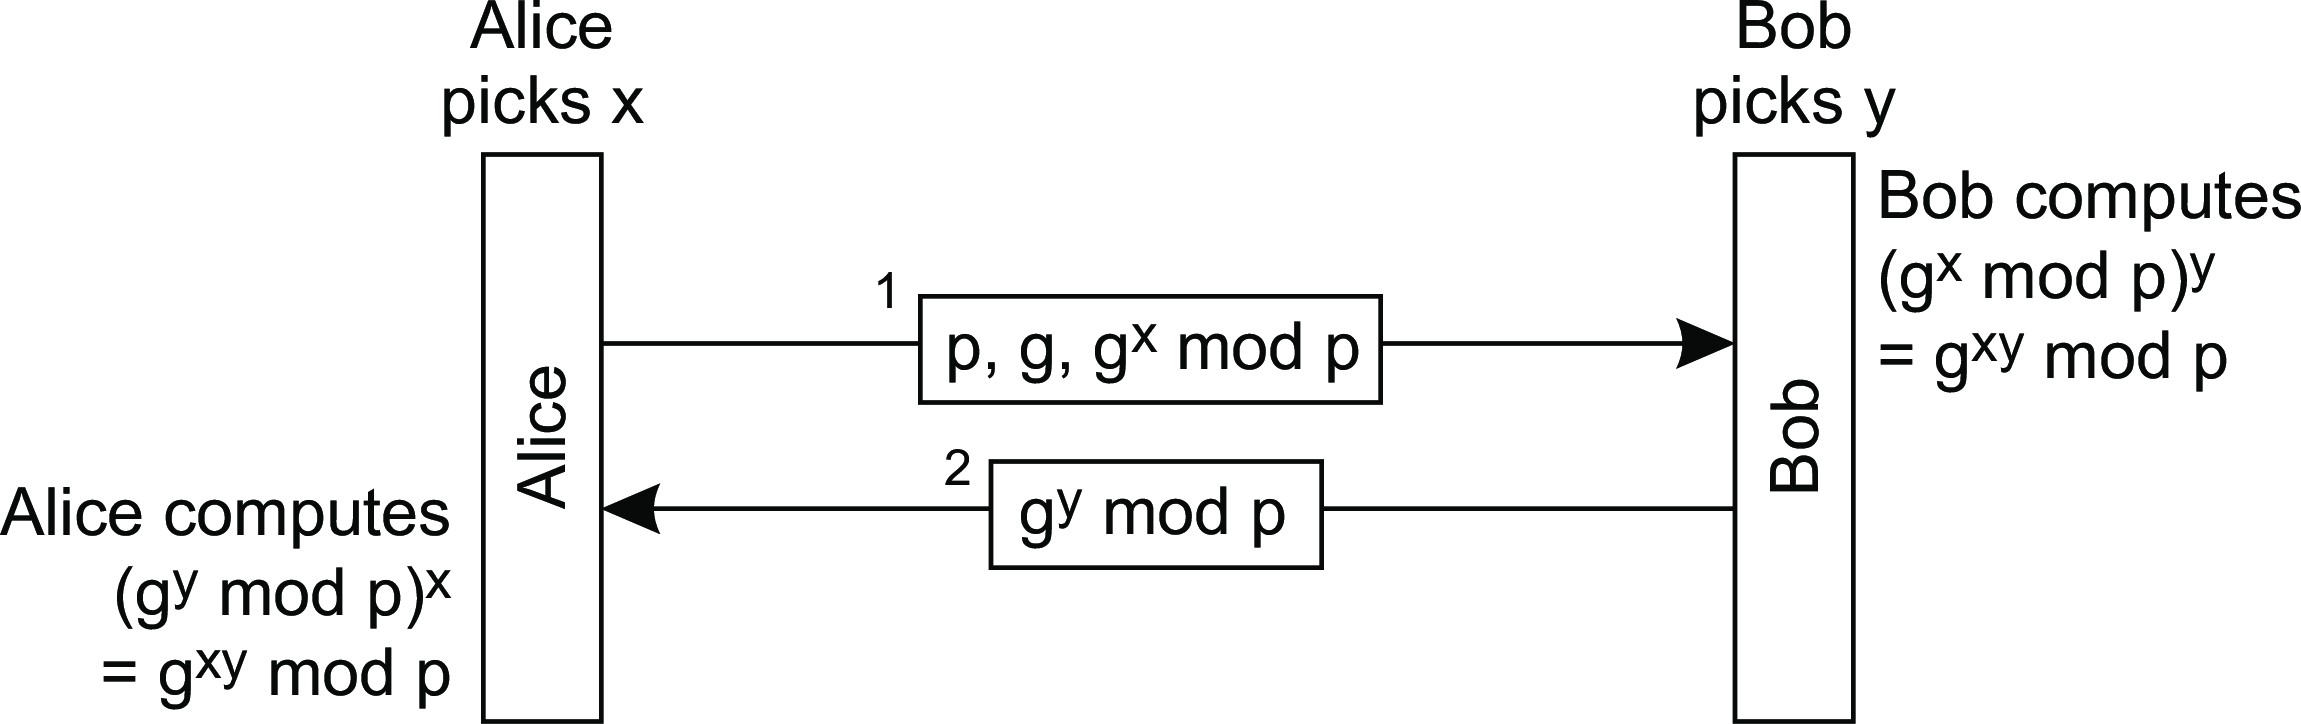 Alice
picks x
Bob
picks y
Bob computes
(gˣ mod p)ʸ
= gˣʸ mod p
1
p, g, gˣ mod p
Alice
Bob
2
gʸ mod p
Alice computes
(gʸ mod p)ˣ
= gˣʸ mod p